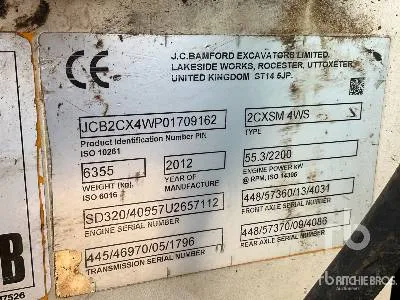 J.C.BAMFORD EXCAVATORS LIMITED,
LAKESIDE WORKS, ROCESTER, UTTOXETER,
UNITED KINGDOM ST14 5JP.
CE
JCB2CX4WP01709162
Product Identification Number PIN
ISO 10261
2CXSM 4WS
TYPE
6355
WEIGHT (Kg).
ISO 6016
2012
YEAR OF
MANUFACTURE
55.3/2200
ENGINE POWER kW
@ RPM, ISO 14396
SD320/40557U2657112
ENGINE SERIAL NUMBER
448/57360/13/4031
FRONT AXLE SERIAL NUMBER
445/46970/05/1796
TRANSMISSION SERIAL NUMBER
448/57370/09/4086
REAR AXLE SERIAL NUMBER
B
7526
rb
RITCHIE BROS
Auctioneers